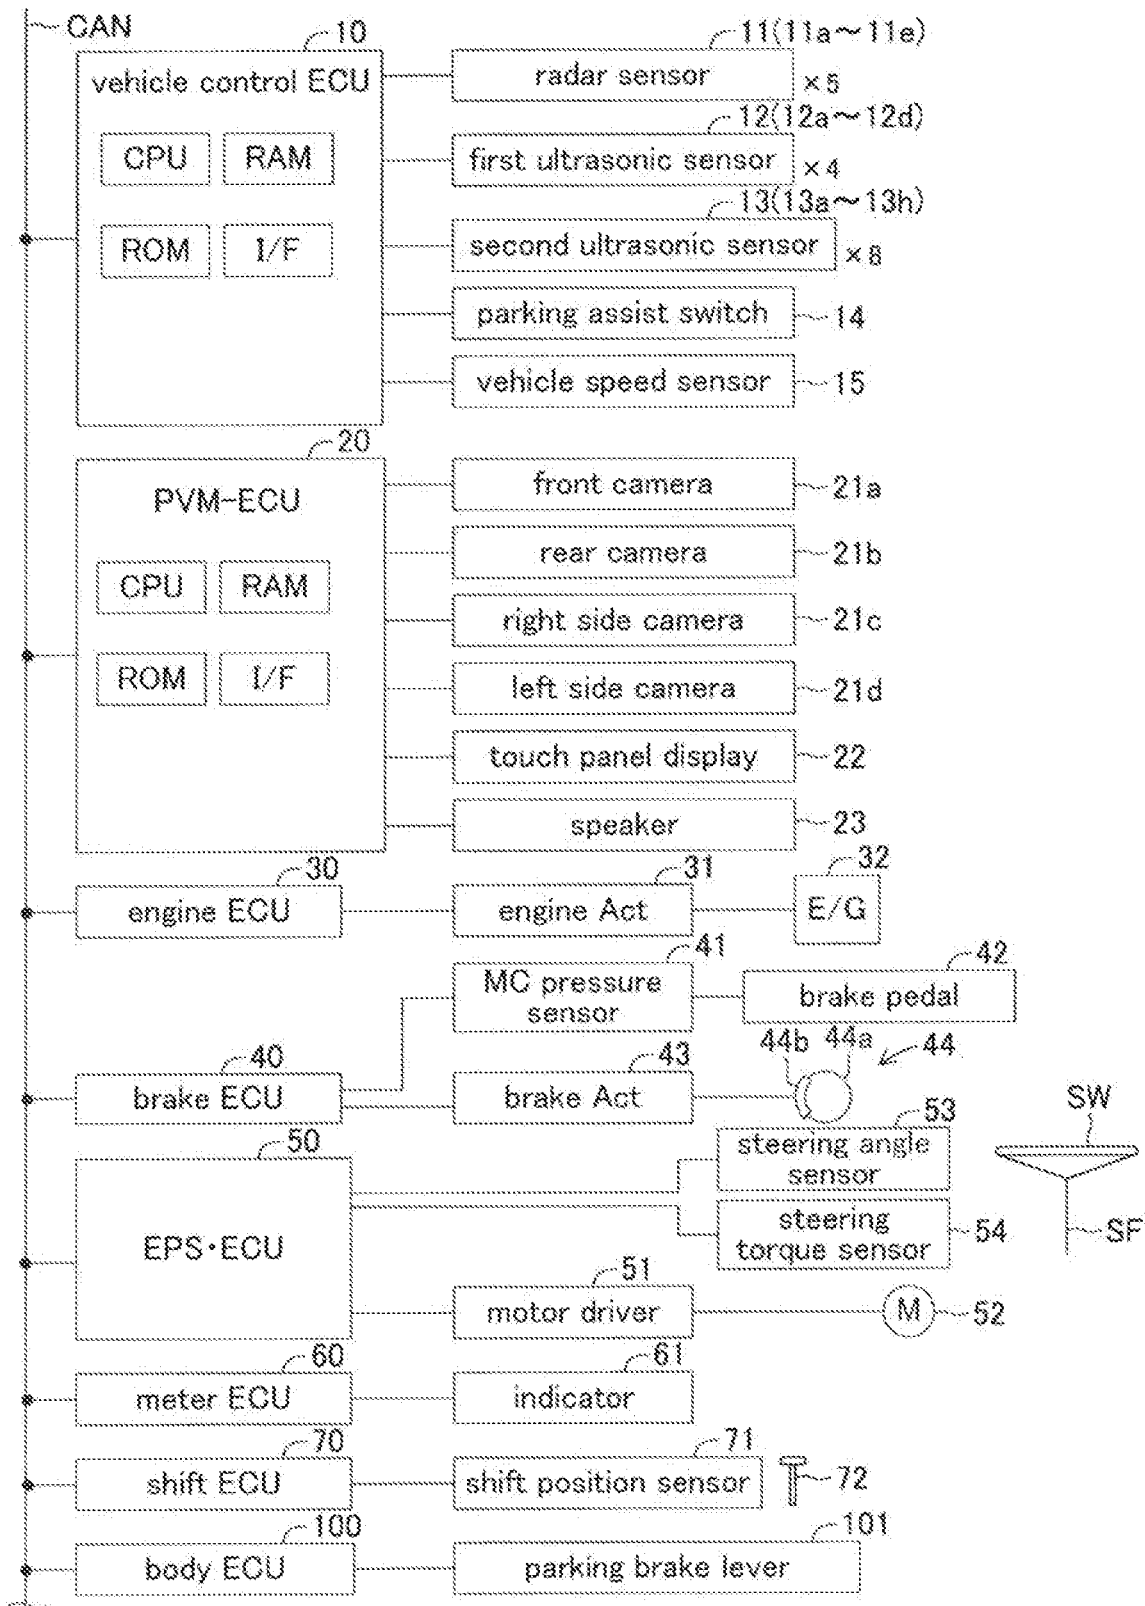 CAN
10
vehicle control ECU
CPU
RAM
ROM
I/F
11(11a～11e)
radar sensor
×5
12(12a～12d)
first ultrasonic sensor
×4
13(13a～13h)
second ultrasonic sensor
×8
parking assist switch
14
vehicle speed sensor
15
20
PVM-ECU
CPU
RAM
ROM
I/F
front camera
21a
rear camera
21b
right side camera
21c
left side camera
21d
touch panel display
22
speaker
23
30
engine ECU
31
engine Act
32
E/G
41
MC pressure
sensor
42
brake pedal
40
brake ECU
43
brake Act
44b
44a
44
50
EPS·ECU
53
steering angle
sensor
steering
torque sensor
54
SW
SF
51
motor driver
M
52
60
meter ECU
61
indicator
70
shift ECU
71
shift position sensor
72
100
body ECU
101
parking brake lever